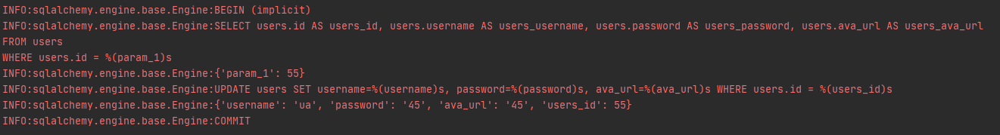 INFO:sqlalchemy.engine.base.Engine:BEGIN (implicit)
INFO:sqlalchemy.engine.base.Engine:SELECT users.id AS users_id, users.username AS users_username, users.password AS users_password, users.ava_url AS users_ava_url
FROM users
WHERE users.id = %(param_1)s
INFO:sqlalchemy.engine.base.Engine:{'param_1': 55}
INFO:sqlalchemy.engine.base.Engine:UPDATE users SET username=%(username)s, password=%(password)s, ava_url=%(ava_url)s WHERE users.id = %(users_id)s
INFO:sqlalchemy.engine.base.Engine:{'username': 'ua', 'password': '45', 'ava_url': '45', 'users_id': 55}
INFO:sqlalchemy.engine.base.Engine:COMMIT